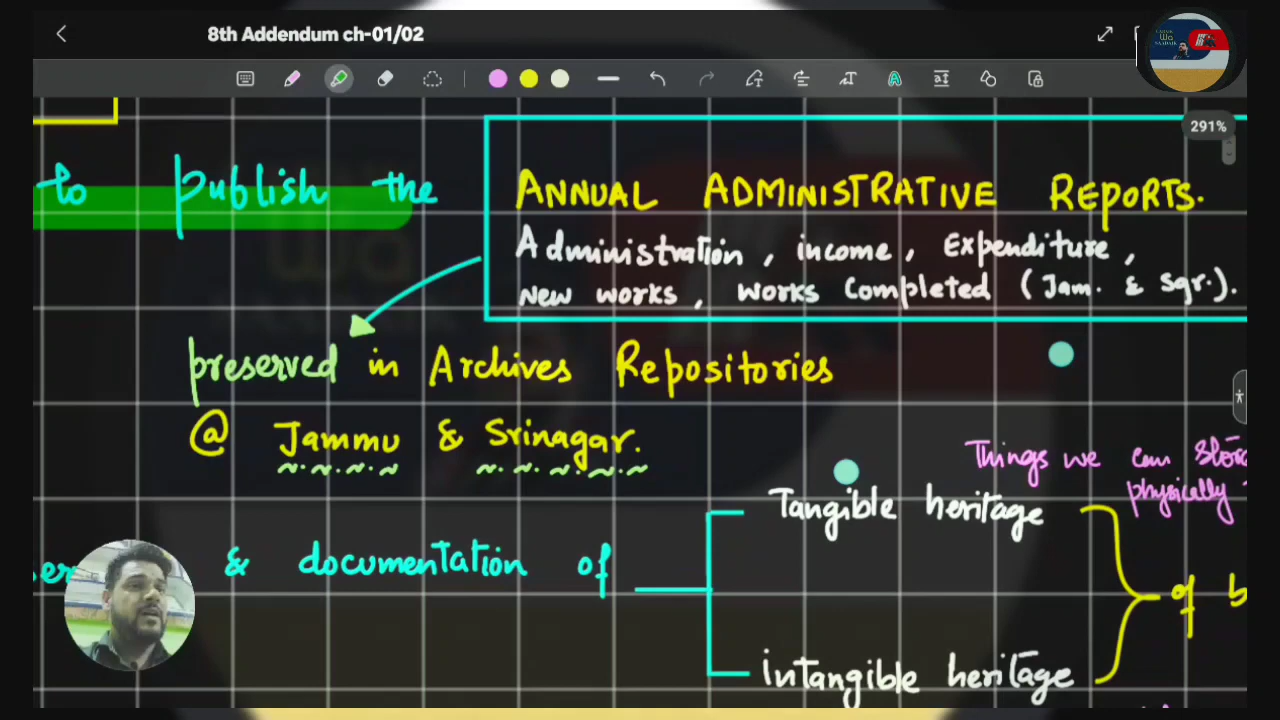 8th Addendum ch-01/02
291%
to publish the
ANNUAL ADMINISTRATIVE REPORTS.
Administration, income, Expenditure,
New works, works completed (Jam. & Sgr.).
preserved in Archives Repositories
@ Jammu & Srinagar.
Things we can
physically
Tangible heritage
& documentation of
of
Intangible heritage